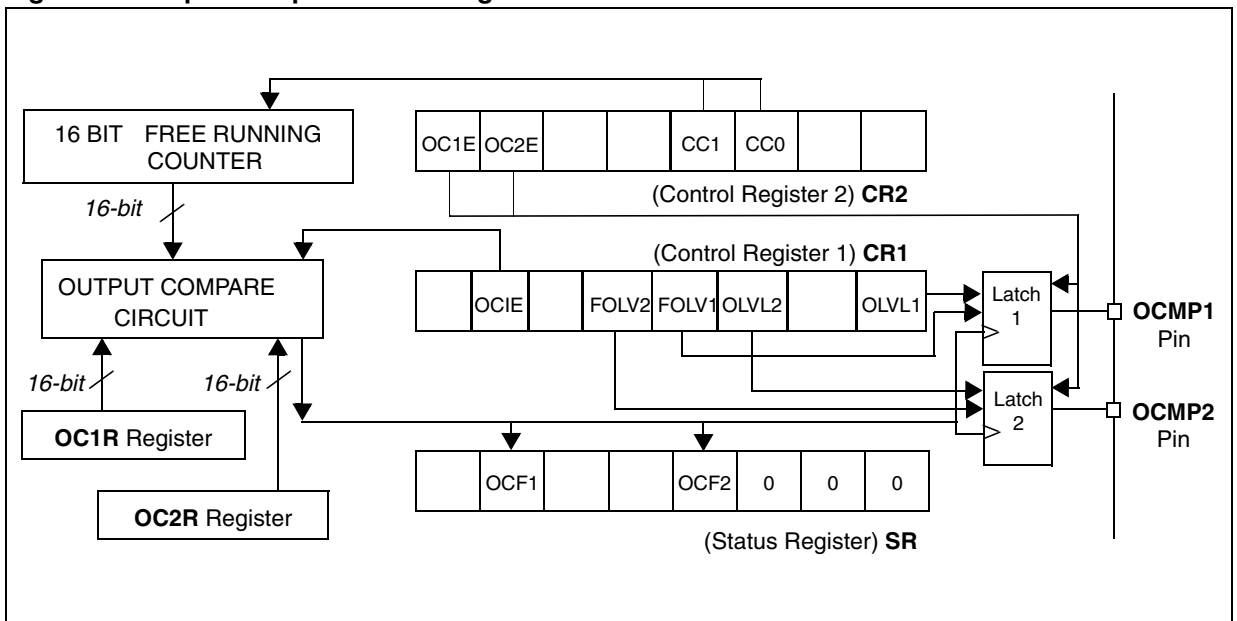 16 BIT FREE RUNNING
COUNTER
16-bit
OC1E OC2E CC1 CC0
(Control Register 2) CR2
(Control Register 1) CR1
OUTPUT COMPARE
CIRCUIT
OCIE FOLV2 FOLV1 OLVL2 OLVL1
Latch
1
OCMP1
Pin
16-bit 16-bit
Latch
2
OCMP2
Pin
OC1R Register
OCF1 OCF2 0 0 0
OC2R Register
(Status Register) SR